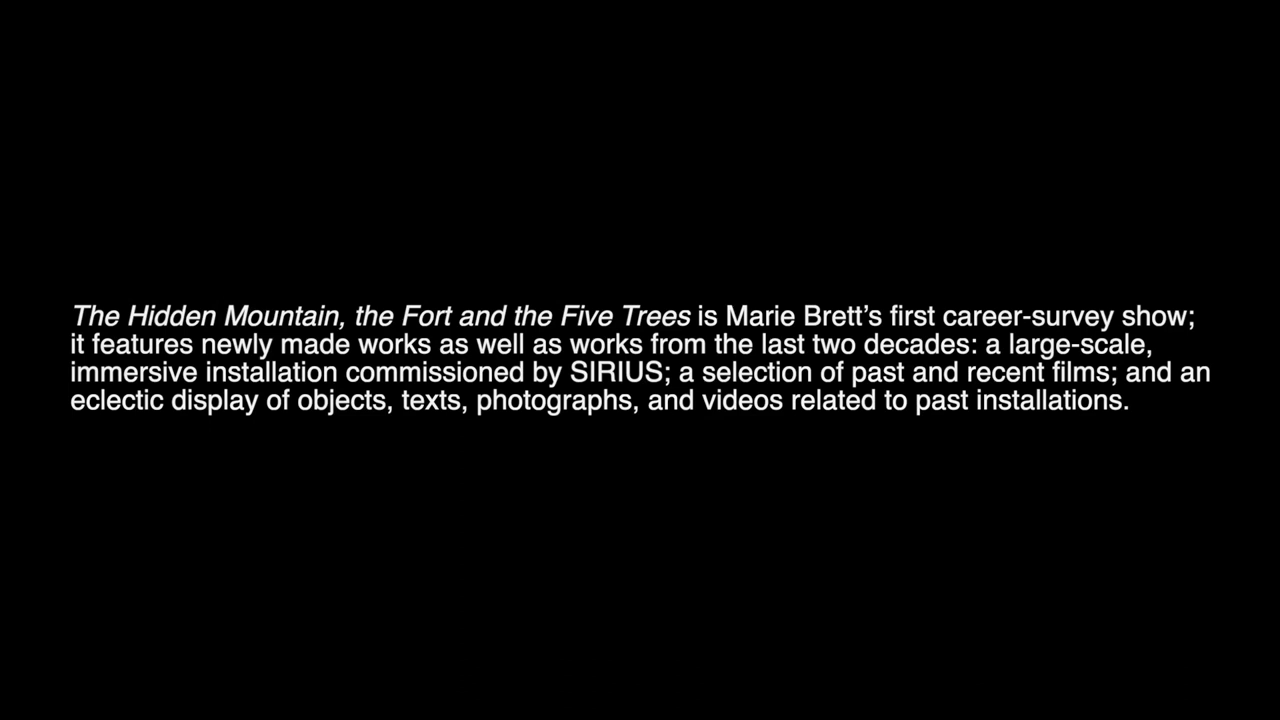 The Hidden Mountain, the Fort and the Five Trees is Marie Brett’s first career-survey show;
it features newly made works as well as works from the last two decades: a large-scale,
immersive installation commissioned by SIRIUS; a selection of past and recent films; and an
eclectic display of objects, texts, photographs, and videos related to past installations.